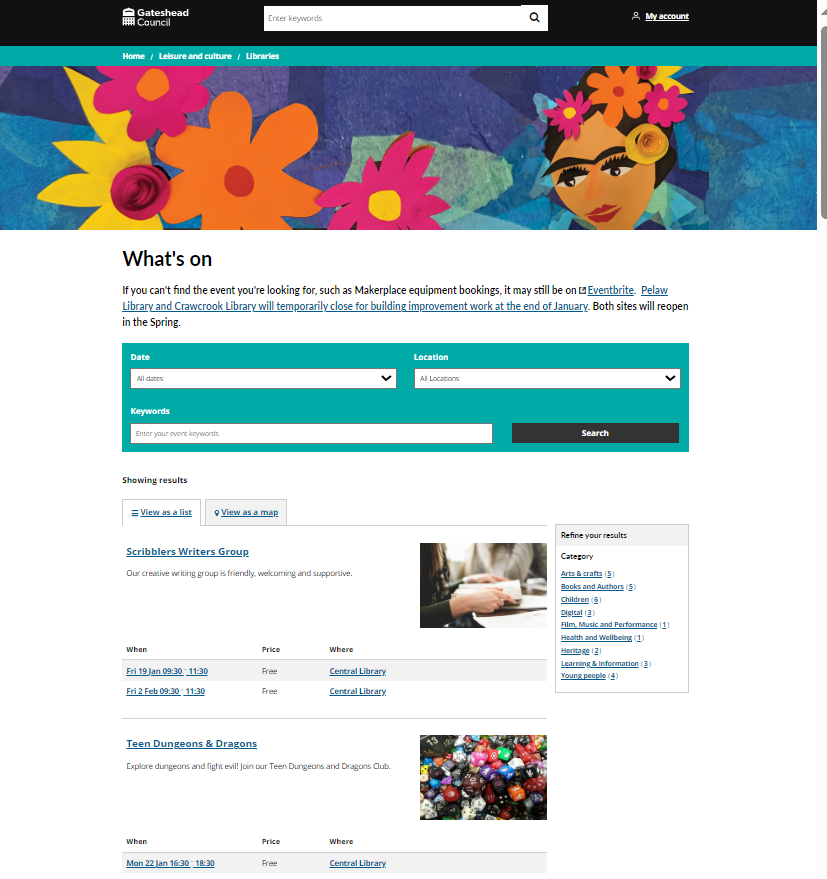 Gateshead
Council
Enter keywords
My account
Home / Leisure and culture / Libraries
What's on
If you can't find the event you're looking for, such as Makerplace equipment bookings, it may still be on Eventbrite. Pelaw
Library and Crawcrook Library will temporarily close for building improvement work at the end of January. Both sites will reopen
in the Spring.
Date
Location
All dates
All Locations
Keywords
Enter your event keywords
Search
Showing results
View as a list
View as a map
Refine your results
Category
Arts & crafts (5)
Books and Authors (5)
Children (6)
Digital (3)
Film, Music and Performance (1)
Health and Wellbeing (1)
Heritage (2)
Learning & Information (3)
Young people (4)
Scribblers Writers Group
Our creative writing group is friendly, welcoming and supportive.
When Price Where
Fri 19 Jan 09:30 - 11:30 Free Central Library
Fri 2 Feb 09:30 - 11:30 Free Central Library
Teen Dungeons & Dragons
Explore dungeons and fight evil! Join our Teen Dungeons and Dragons Club.
When Price Where
Mon 22 Jan 16:30 - 18:30 Free Central Library